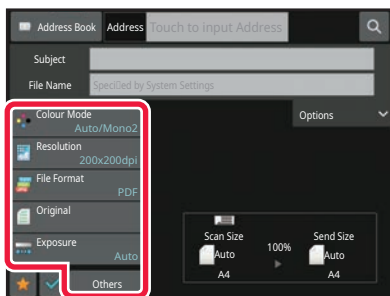 Address Book Address Touch to input Address
Subject
File Name Specified by System Settings
Colour Mode
Auto/Mono2
Options
Resolution
200x200dpi
File Format
PDF
Original
Exposure
Auto
Scan Size
Auto
A4
100%
Send Size
Auto
A4
Others